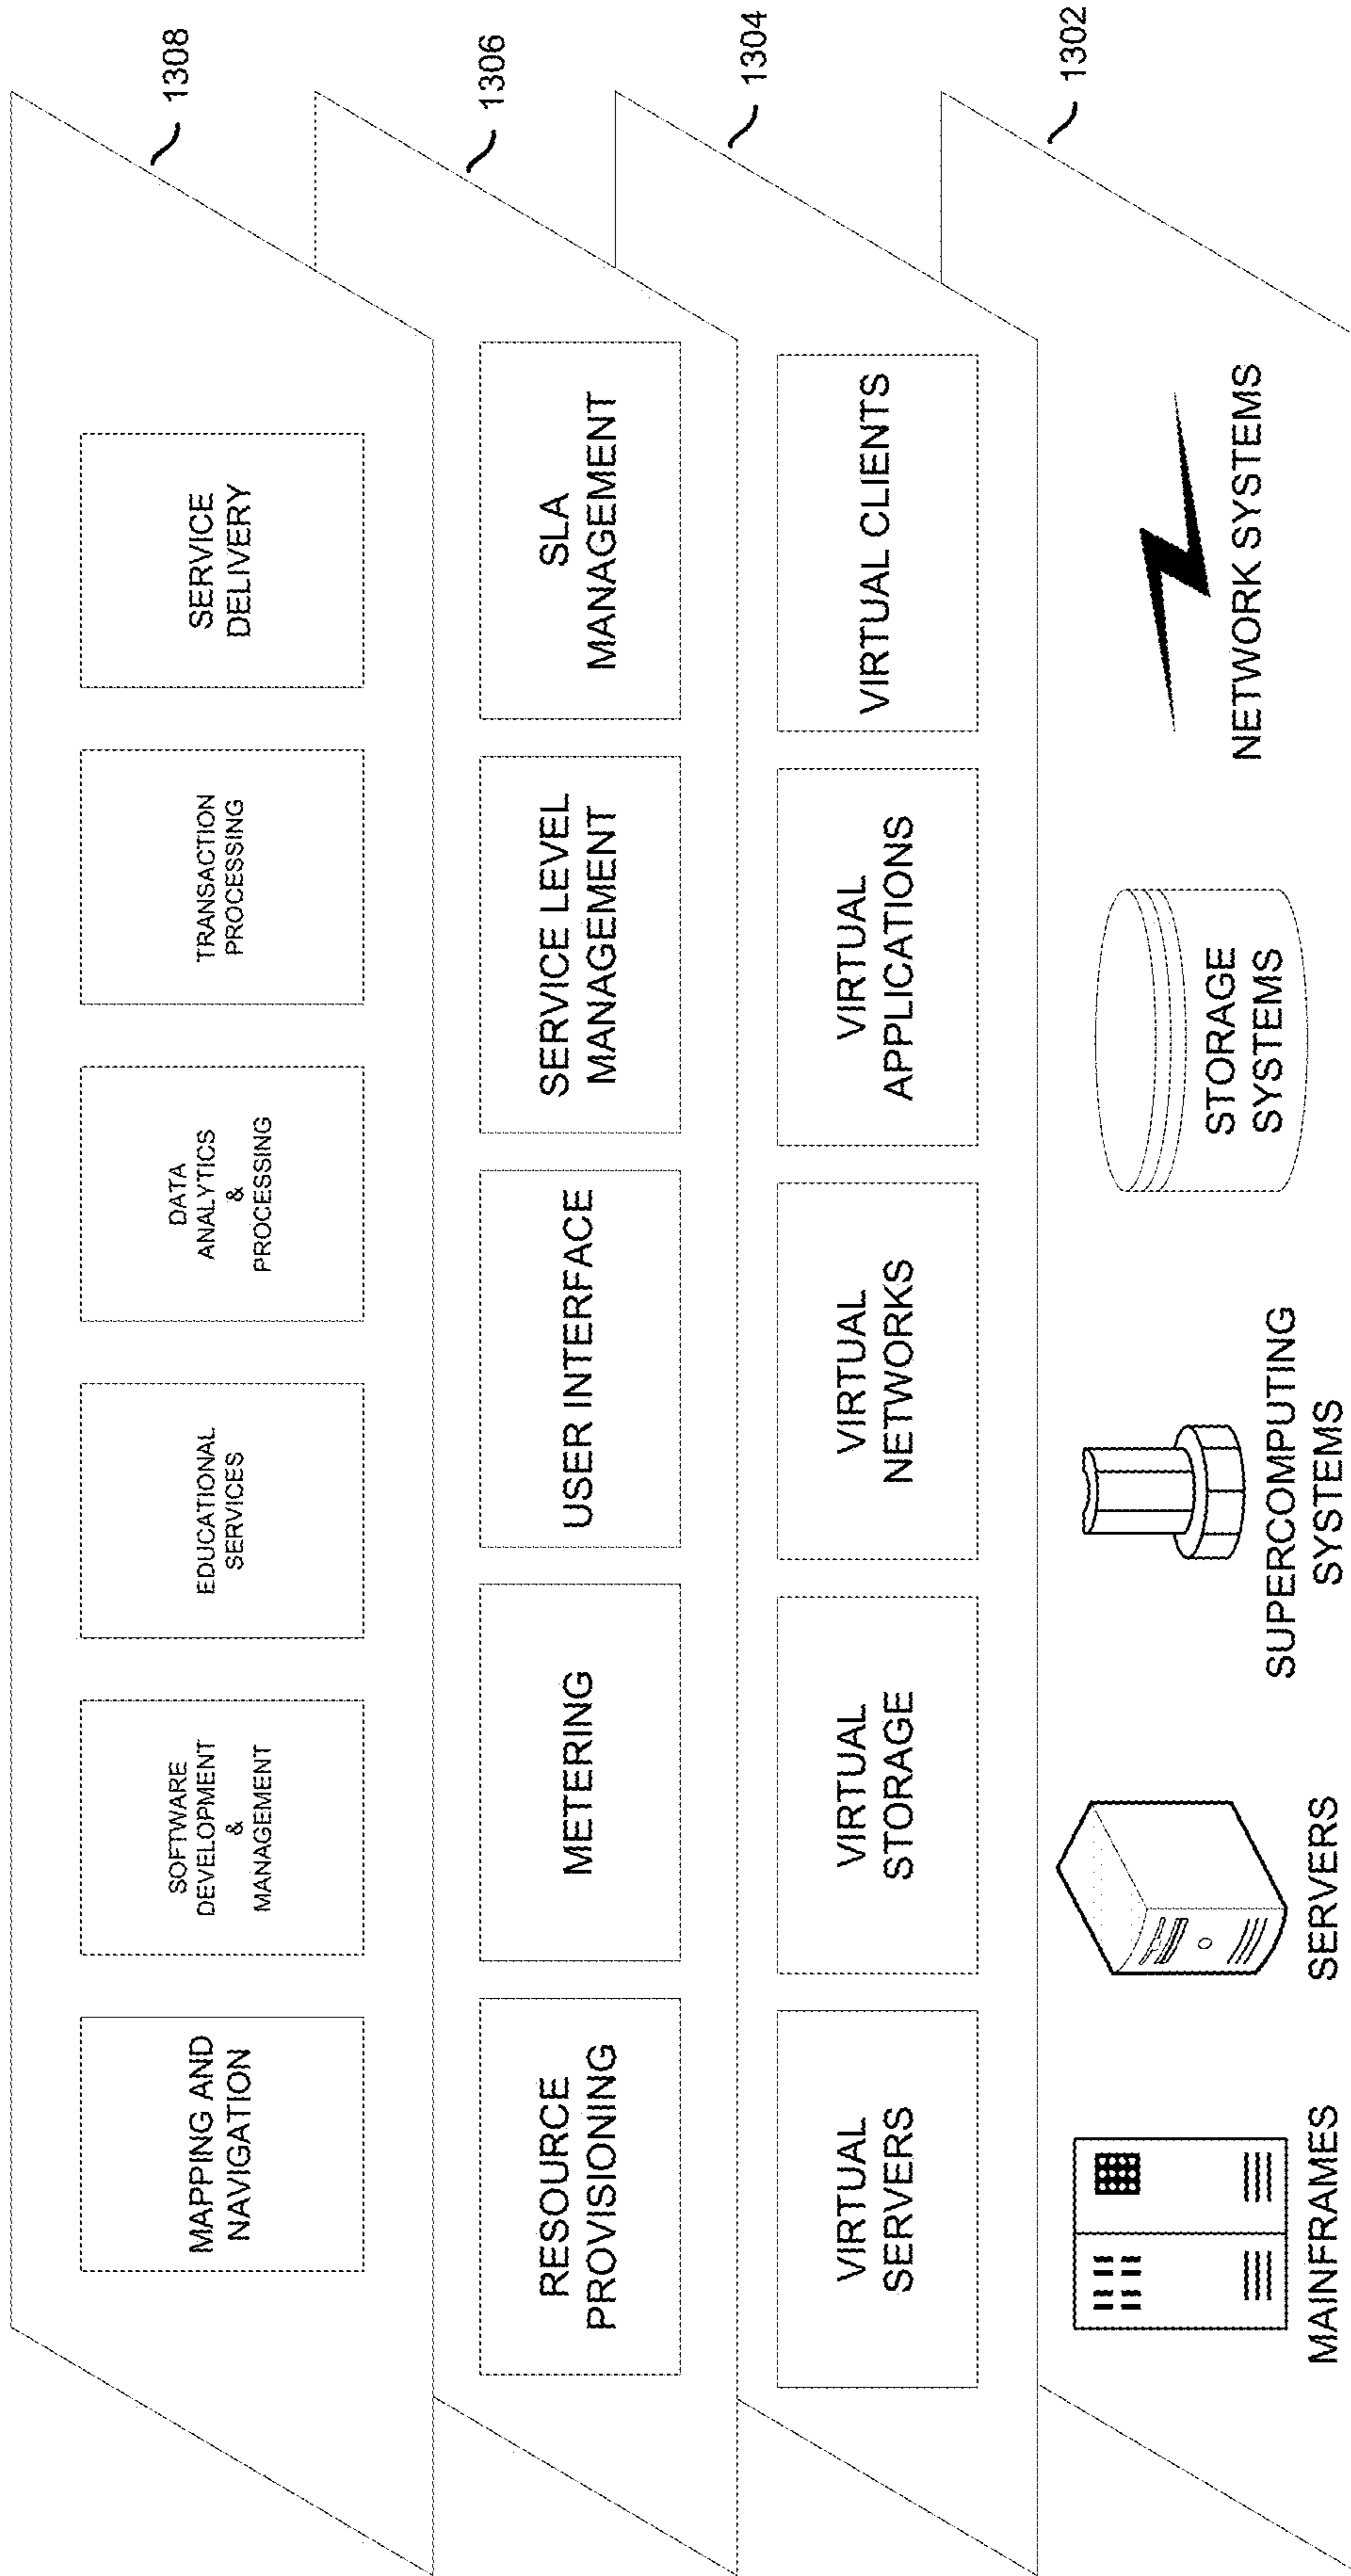 MAPPING AND
NAVIGATION
SOFTWARE
DEVELOPMENT
&
MANAGEMENT
EDUCATIONAL
SERVICES
DATA
ANALYTICS
&
PROCESSING
TRANSACTION
PROCESSING
SERVICE
DELIVERY
1308
RESOURCE
PROVISIONING
METERING
USER INTERFACE
SERVICE LEVEL
MANAGEMENT
SLA
MANAGEMENT
1306
VIRTUAL
SERVERS
VIRTUAL
STORAGE
VIRTUAL
NETWORKS
VIRTUAL
APPLICATIONS
VIRTUAL CLIENTS
1304
MAINFRAMES
SERVERS
SUPERCOMPUTING
SYSTEMS
STORAGE
SYSTEMS
NETWORK SYSTEMS
1302